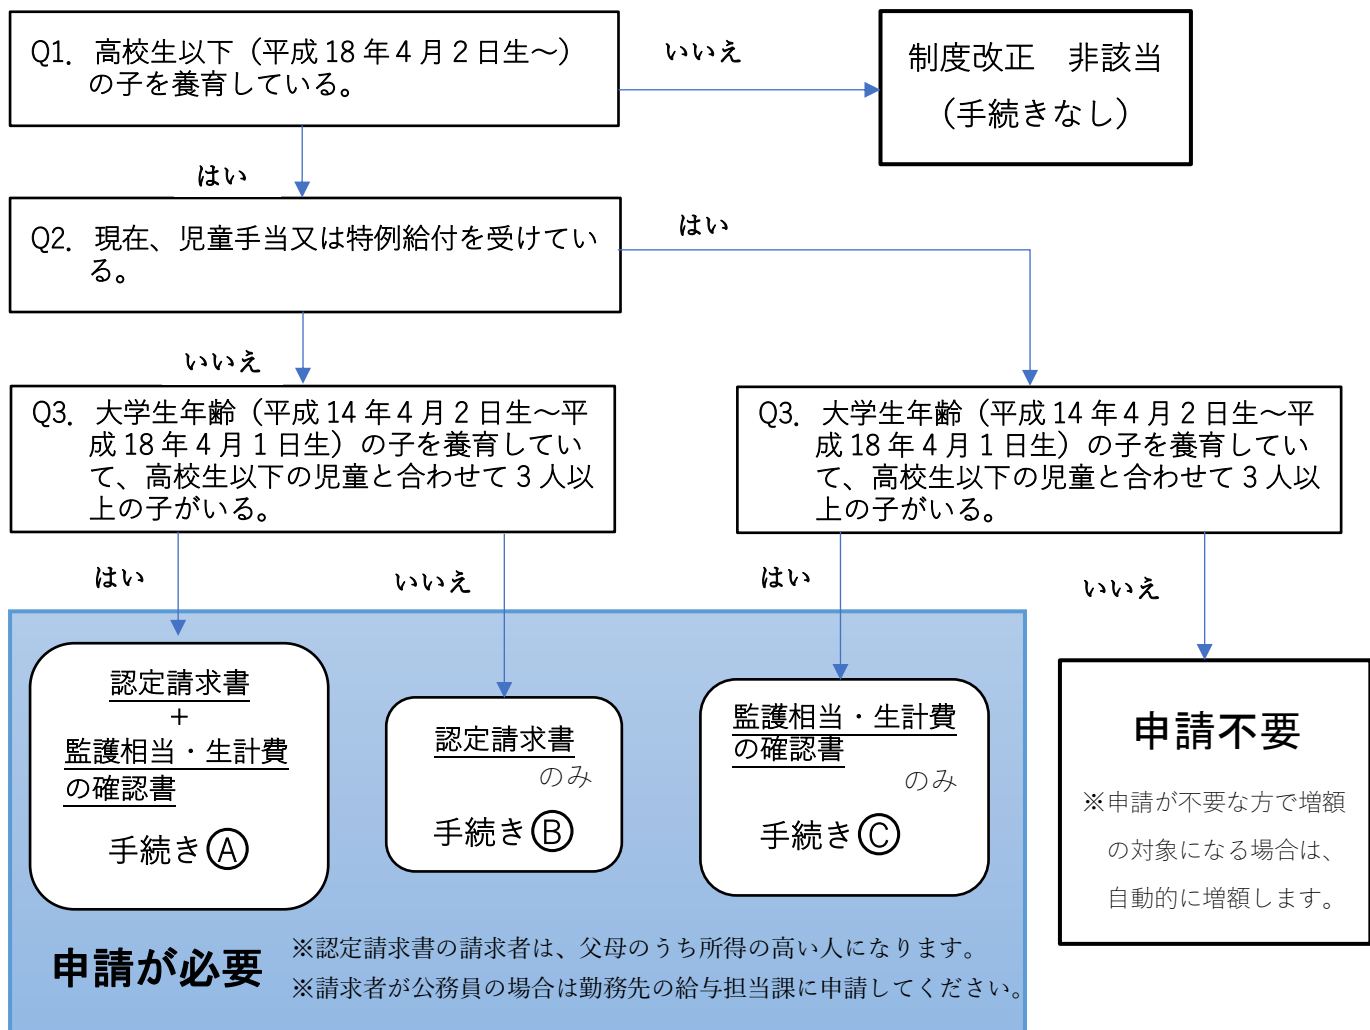 Q1. 高校生以下（平成18年4月2日生～）
の子を養育している。
いいえ
制度改正　非該当
（手続きなし）
はい
Q2. 現在、児童手当又は特例給付を受けてい
る。
はい
いいえ
Q3. 大学生年齢（平成14年4月2日生～平
成18年4月1日生）の子を養育してい
て、高校生以下の児童と合わせて3人以
上の子がいる。
Q3. 大学生年齢（平成14年4月2日生～平
成18年4月1日生）の子を養育してい
て、高校生以下の児童と合わせて3人以
上の子がいる。
はい
いいえ
はい
いいえ
認定請求書
+
監護相当・生計費
の確認書
手続きⒶ
認定請求書
のみ
手続きⒷ
監護相当・生計費
の確認書
のみ
手続きⒸ
申請不要
※申請が不要な方で増額
の対象になる場合は、
自動的に増額します。
申請が必要
※認定請求書の請求者は、父母のうち所得の高い人になります。
※請求者が公務員の場合は勤務先の給与担当課に申請してください。